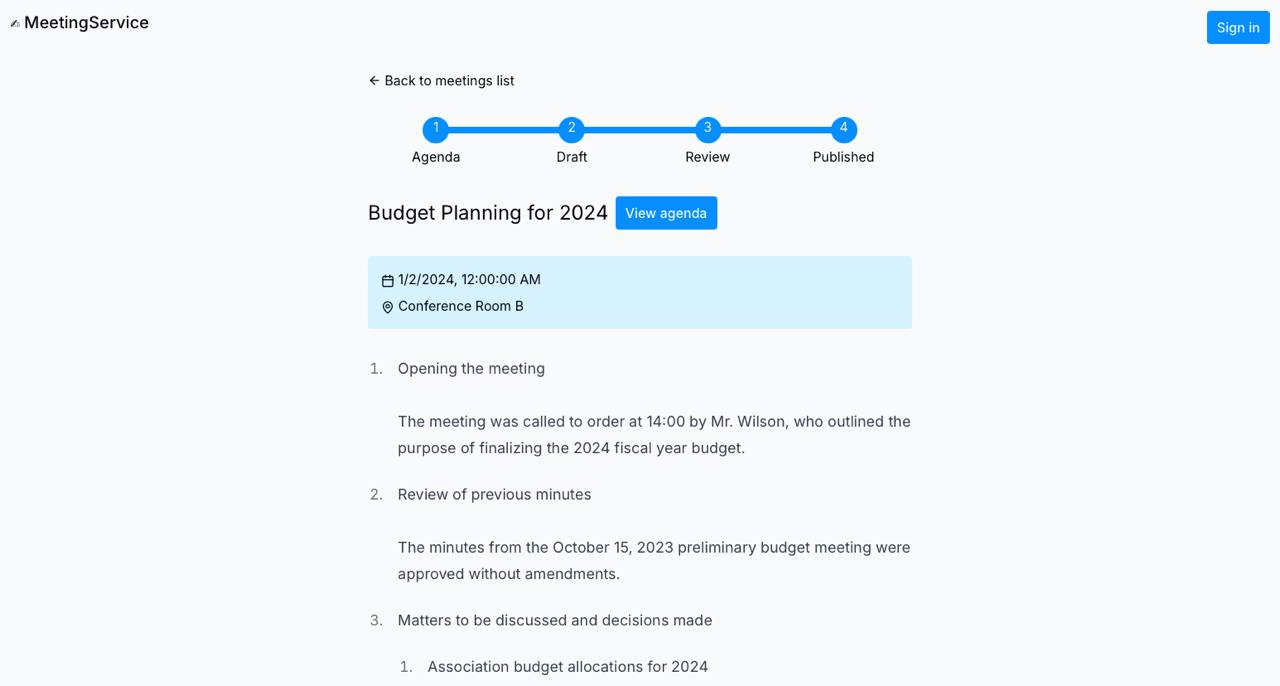 MeetingService
Sign in
Back to meetings list
1
2
3
4
Agenda
Draft
Review
Published
Budget Planning for 2024
View agenda
1/2/2024, 12:00:00 AM
Conference Room B
1. Opening the meeting
The meeting was called to order at 14:00 by Mr. Wilson, who outlined the
purpose of finalizing the 2024 fiscal year budget.
2. Review of previous minutes
The minutes from the October 15, 2023 preliminary budget meeting were
approved without amendments.
3. Matters to be discussed and decisions made
1. Association budget allocations for 2024